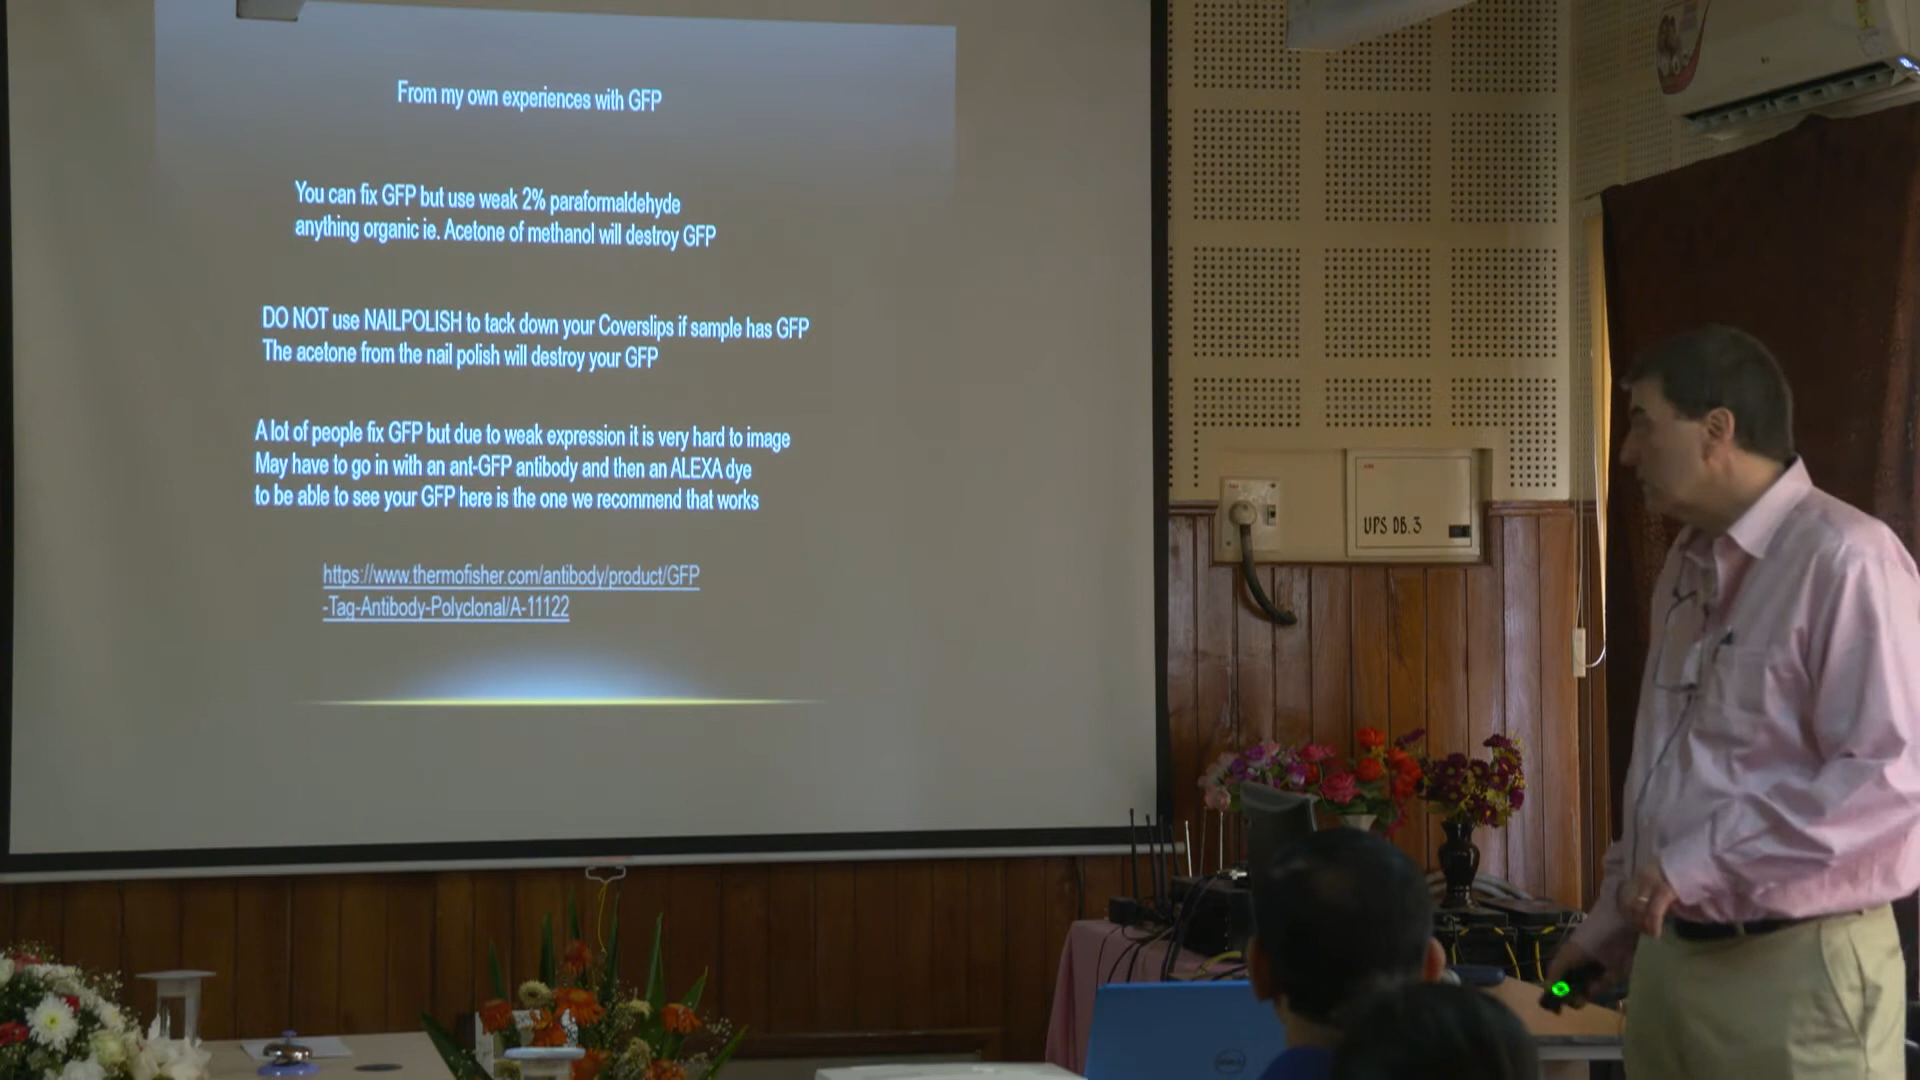 From my own experiences with GFP
You can fix GFP but use weak 2% paraformaldehyde
anything organic ie. Acetone of methanol will destroy GFP
DO NOT use NAILPOLISH to tack down your Coverslips if sample has GFP
The acetone from the nail polish will destroy your GFP
A lot of people fix GFP but due to weak expression it is very hard to image
May have to go in with an ant-GFP antibody and then an ALEXA dye
to be able to see your GFP here is the one we recommend that works
https://www.thermofisher.com/antibody/product/GFP
-Tag-Antibody-Polyclonal/A-11122
UPS DB.3
DELL